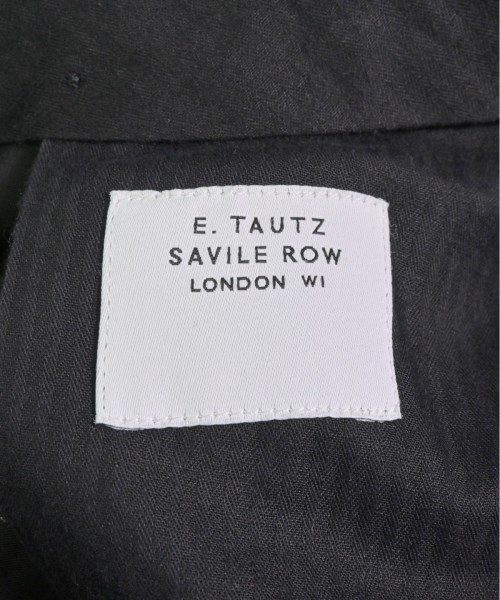 E. TAUTZ
SAVILE ROW
LONDON W1